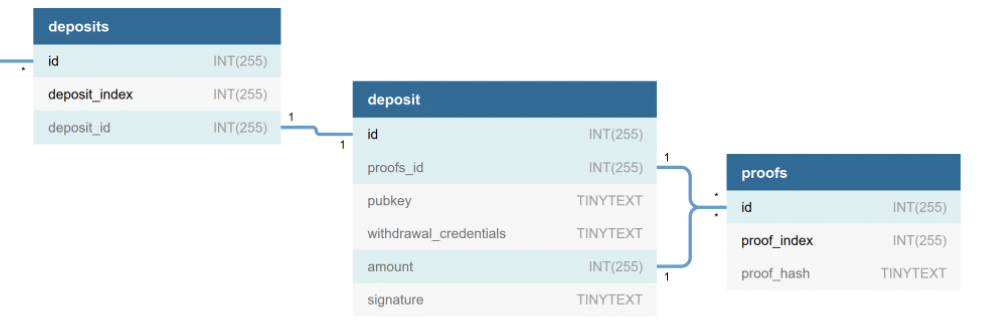 deposits
id INT(255)
*
deposit_index INT(255)
deposit_id INT(255)
1
1
deposit
id INT(255)
proofs_id INT(255)
1
pubkey TINYTEXT
withdrawal_credentials TINYTEXT
amount INT(255)
1
signature TINYTEXT
proofs
*
id INT(255)
*
proof_index INT(255)
proof_hash TINYTEXT